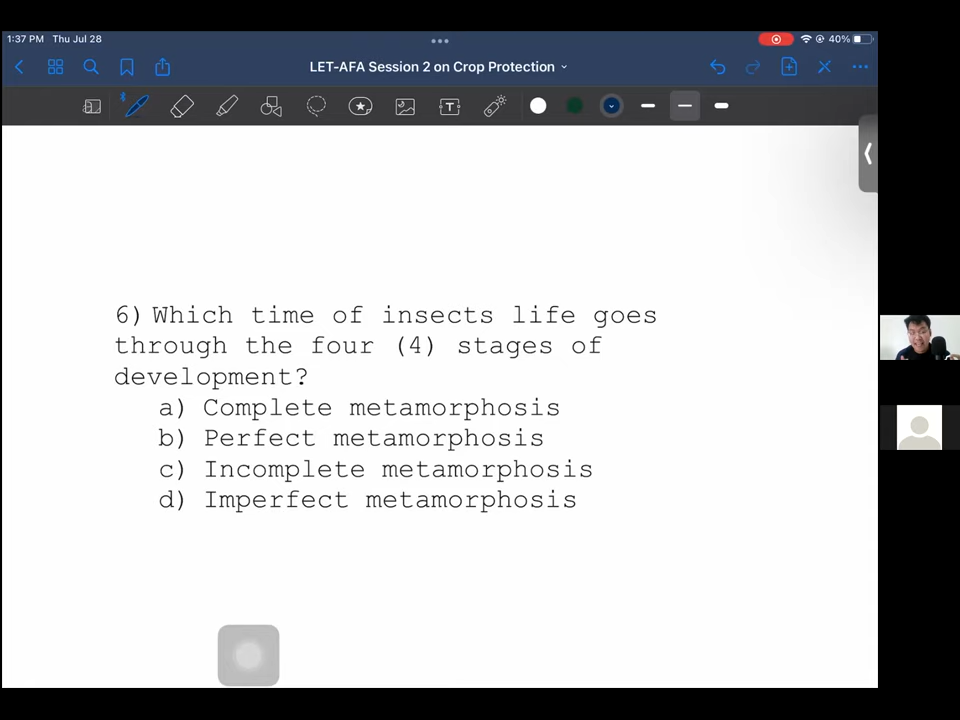 1:37 PM Thu Jul 28
40%
LET-AFA Session 2 on Crop Protection
6) Which time of insects life goes
through the four (4) stages of
development?
a) Complete metamorphosis
b) Perfect metamorphosis
c) Incomplete metamorphosis
d) Imperfect metamorphosis